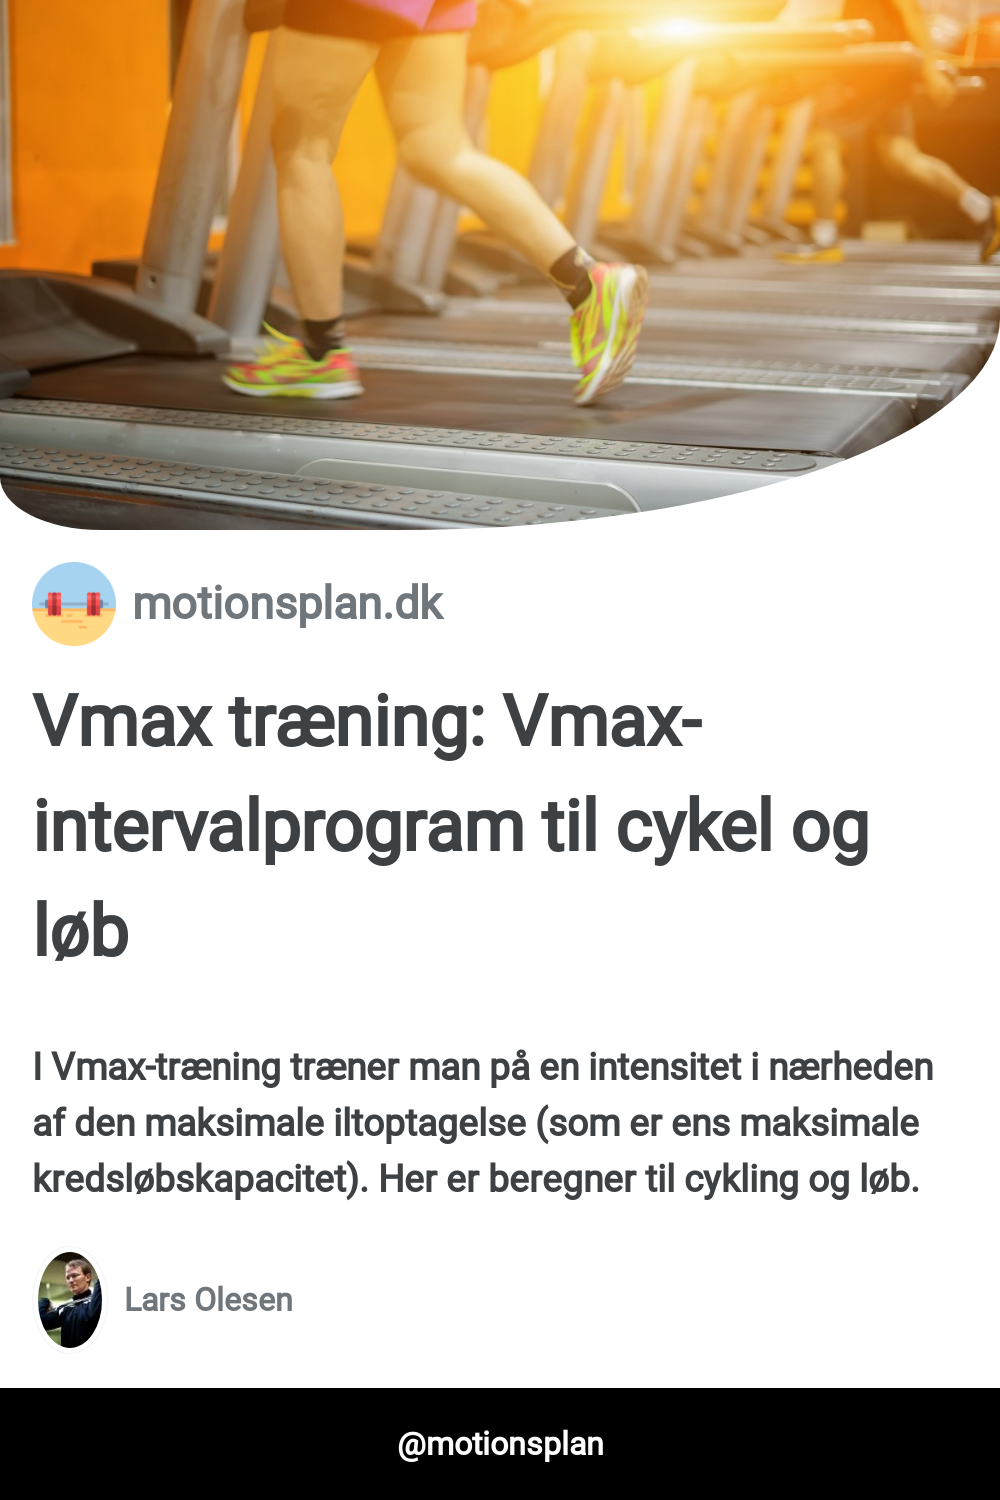 motionsplan.dk
Vmax træning: Vmax-
intervalprogram til cykel og
løb
I Vmax-træning træner man på en intensitet i nærheden
af den maksimale iltoptagelse (som er ens maksimale
kredsløbskapacitet). Her er beregner til cykling og løb.
Lars Olesen
@motionsplan